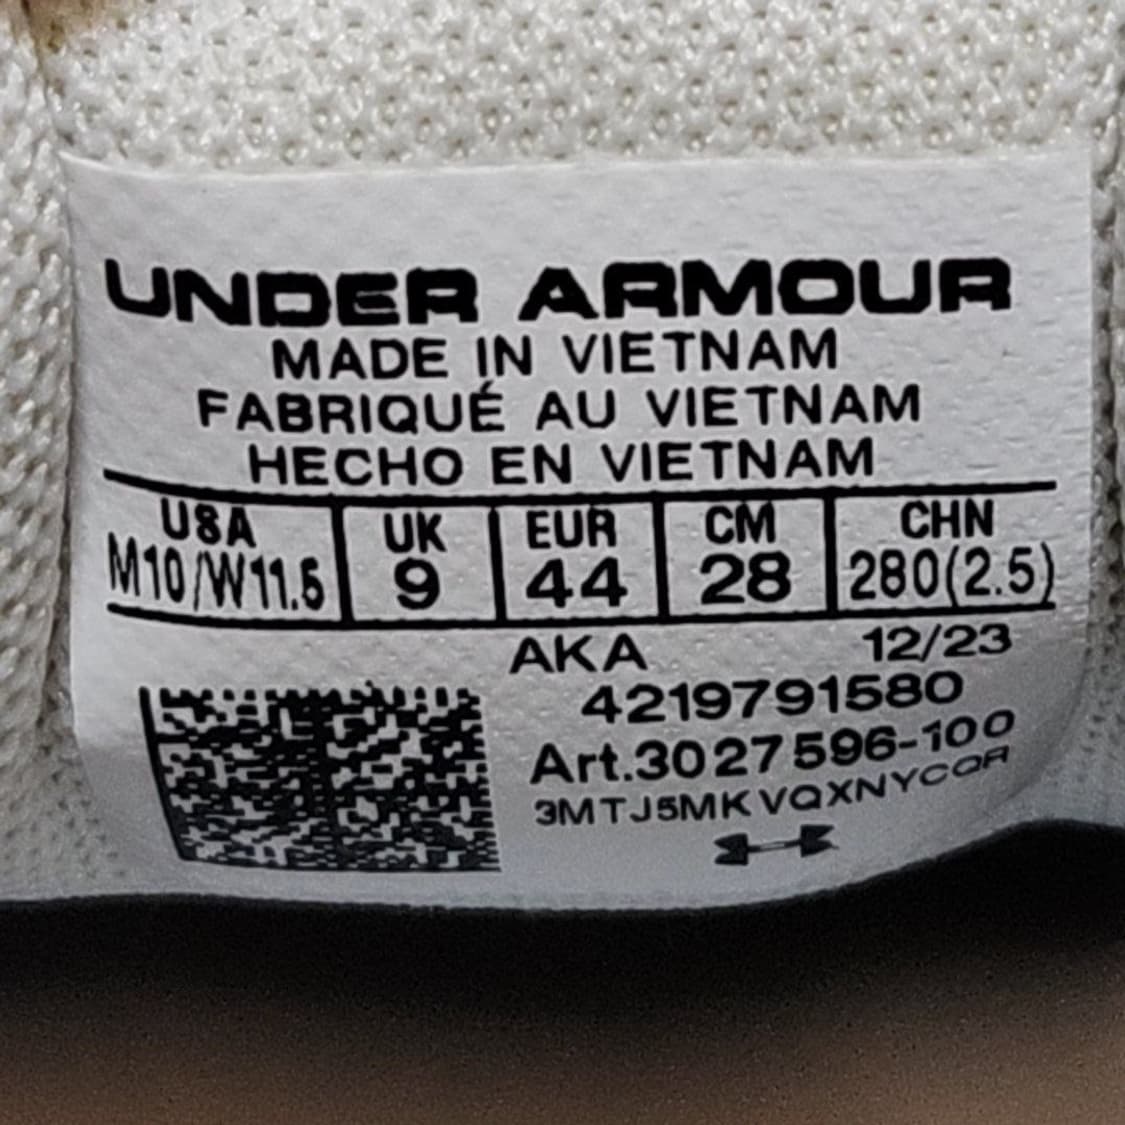 UNDER ARMOUR
MADE IN VIETNAM
FABRIQUÉ AU VIETNAM
HECHO EN VIETNAM
USA UK EUR CM CHN
M10/W11.5 9 44 28 280(2.5)
AKA 12/23
4219791580
Art.3027596-100
3MTJ5MKVQXNYCQR